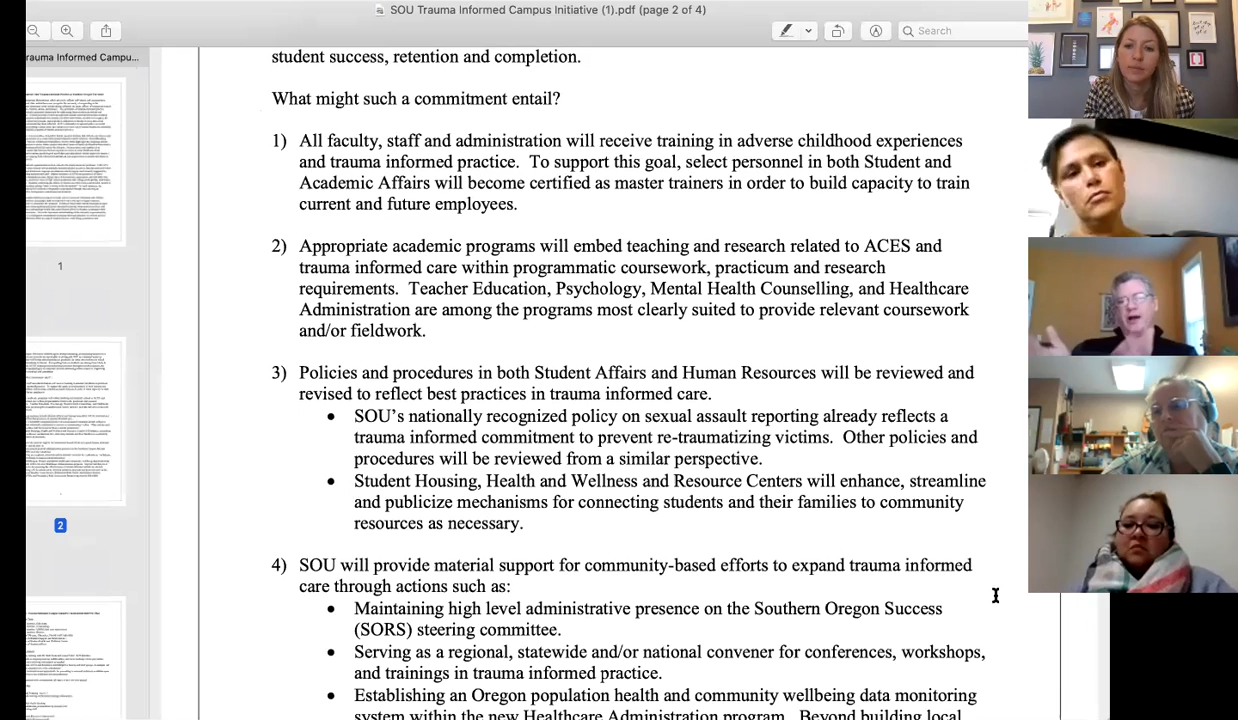 SOU Trauma Informed Campus Initiative (1).pdf (page 2 of 4)
Search
rauma Informed Campu...
student success, retention and completion.
What might such a commitment entail?
1) All faculty, staff and administration will receive training in adverse childhood experiences
and trauma informed practice. To support this goal, select personnel in both Student and
Academic Affairs will become certified as master trainers in order to build capacity to train
current and future employees.
2) Appropriate academic programs will embed teaching and research related to ACES and
trauma informed care within programmatic coursework, practicum and research
requirements. Teacher Education, Psychology, Mental Health Counselling, and Healthcare
Administration are among the programs most clearly suited to provide relevant coursework
and/or fieldwork.
3) Policies and procedures in both Student Affairs and Human Resources will be reviewed and
revised to reflect best practices in trauma informed care.
• SOU's nationally recognized policy on sexual assault reporting already reflects a
trauma informed commitment to prevent re-traumatizing victims. Other policies and
procedures will be reviewed from a similar perspective.
• Student Housing, Health and Wellness and Resource Centers will enhance, streamline
and publicize mechanisms for connecting students and their families to community
resources as necessary.
4) SOU will provide material support for community-based efforts to expand trauma informed
care through actions such as:
• Maintaining high level administrative presence on the Southern Oregon Success
(SORS) steering committee.
• Serving as a regional, statewide and/or national convener for conferences, workshops,
and trainings on trauma informed practice.
• Establishing a common population health and community wellbeing data monitoring
system within the new Healthcare Administration program. Beyond building local
1
2